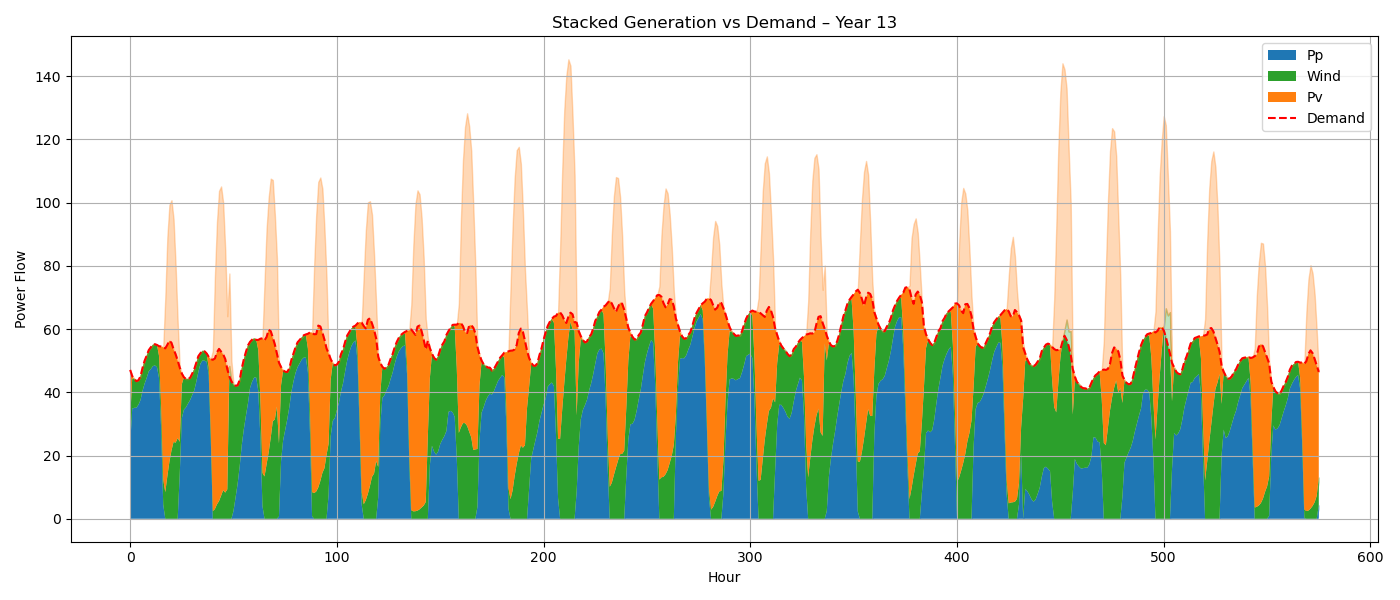 Stacked Generation vs Demand – Year 13
Pp
Wind
Pv
Demand
Power Flow
140
120
100
80
60
40
20
0
0 100 200 300 400 500 600
Hour